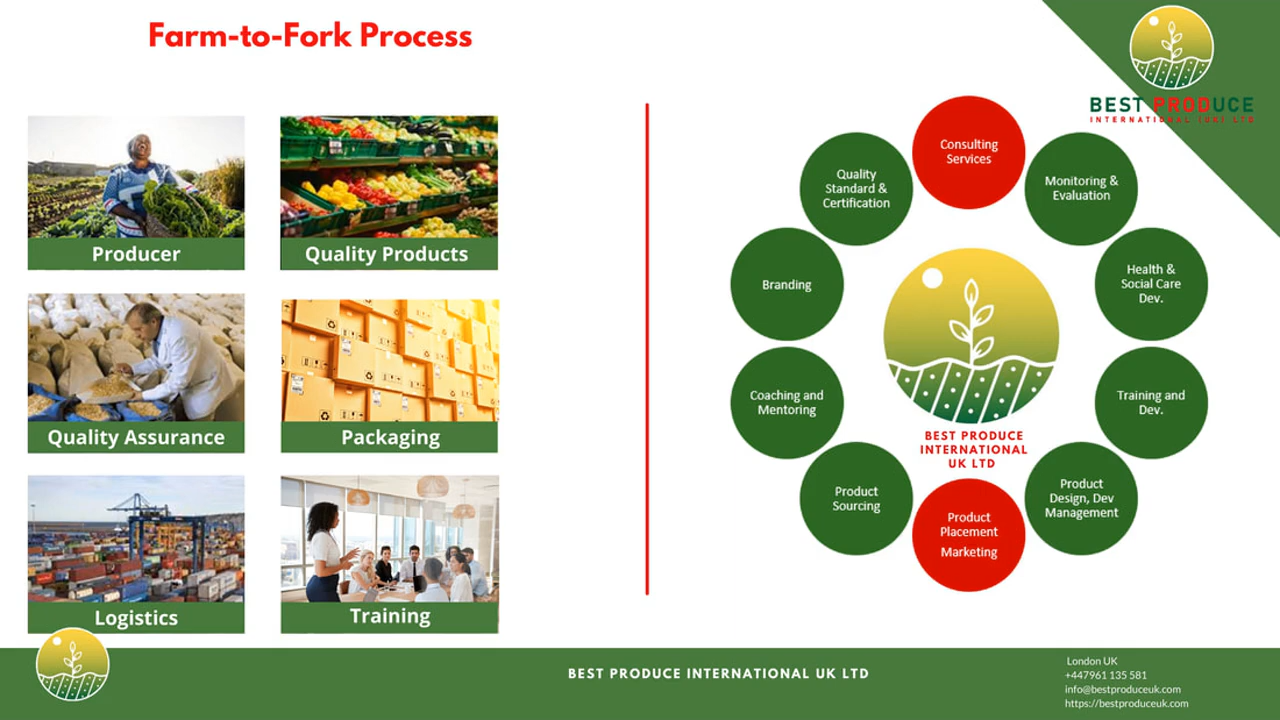 Farm-to-Fork Process
BEST PRODUCE
INTERNATIONAL (UK) LTD
Producer
Quality Products
Quality Assurance
Packaging
Logistics
Training
Consulting
Services
Monitoring &
Evaluation
Health &
Social Care
Dev.
Training and
Dev.
Product
Design, Dev
Management
Product
Placement
Marketing
Product
Sourcing
Coaching and
Mentoring
Branding
Quality
Standard &
Certification
BEST PRODUCE
INTERNATIONAL
UK LTD
BEST PRODUCE INTERNATIONAL UK LTD
London UK
+447961 135 581
info@bestproduceuk.com
https://bestproduceuk.com